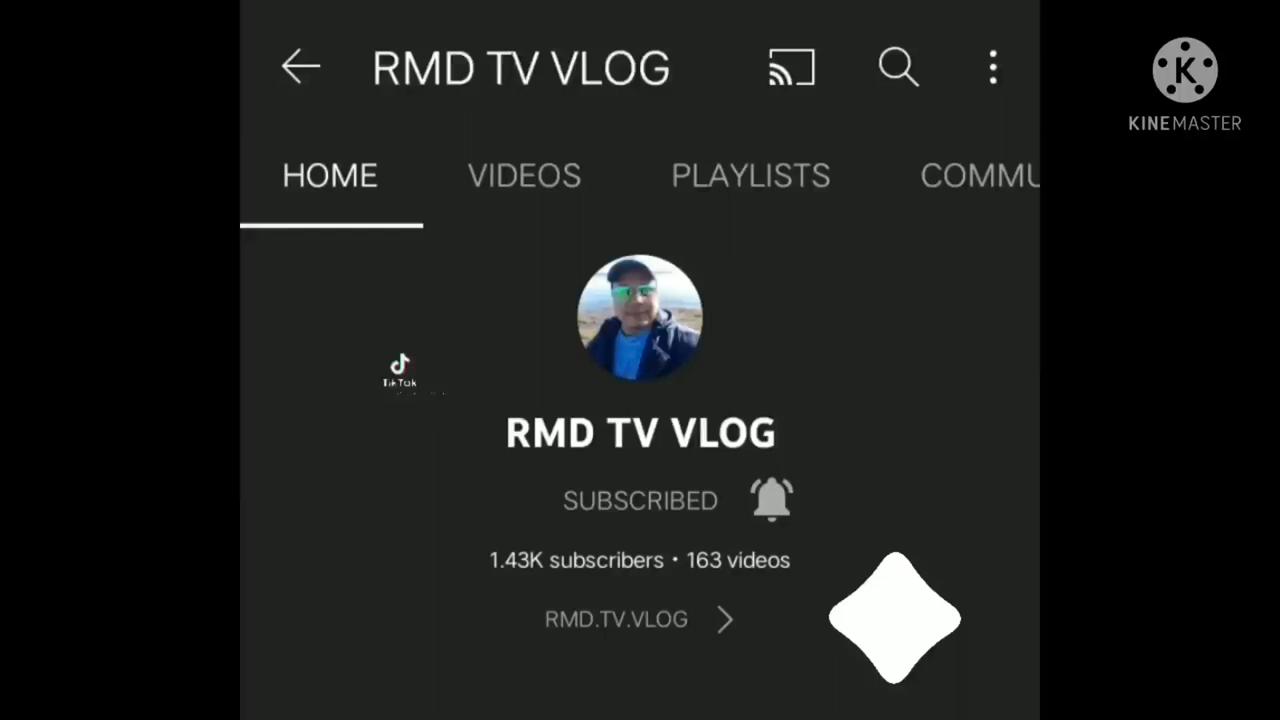 RMD TV VLOG
KINEMASTER
HOME VIDEOS PLAYLISTS COMMU
TikTok
RMD TV VLOG
SUBSCRIBED
1.43K subscribers • 163 videos
RMD.TV.VLOG